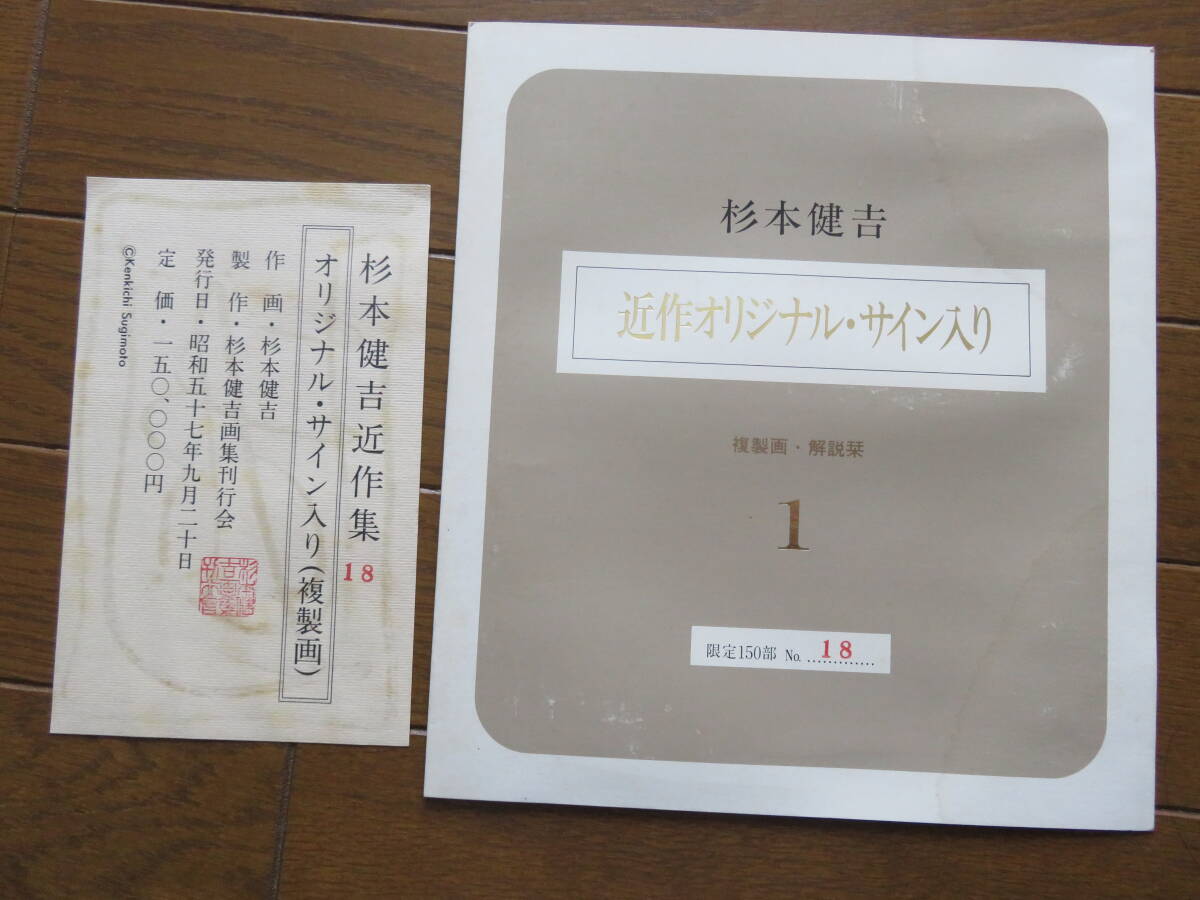 杉本健吉近作集
18
オリジナル・サイン入り(複製画)
作　画・杉本健吉
製　作・杉本健吉画集刊行会
発行日・昭和五十七年九月二十日
定　価・一五〇、〇〇〇円
©Kenkichi Sugimoto
杉本健吉
近作オリジナル・サイン入り
複製画・解説栞
1
限定150部 No. 18